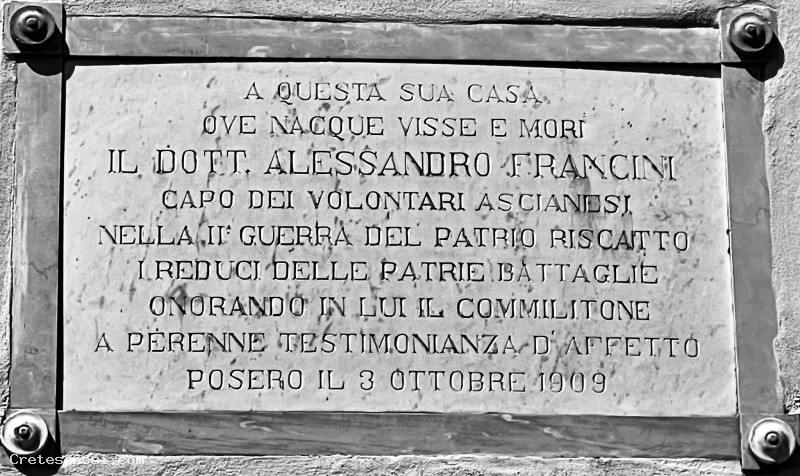 A QUESTA SUA CASA
OVE NACQUE VISSE E MORÌ
IL DOTT. ALESSANDRO FRANCINI
CAPO DEI VOLONTARI ASCIANESI
NELLA IIª GUERRA DEL PATRIO RISCATTO
I REDUCI DELLE PATRIE BATTAGLIE
ONORANDO IN LUI IL COMMILITONE
A PERENNE TESTIMONIANZA D'AFFETTO
POSERO IL 3 OTTOBRE 1909